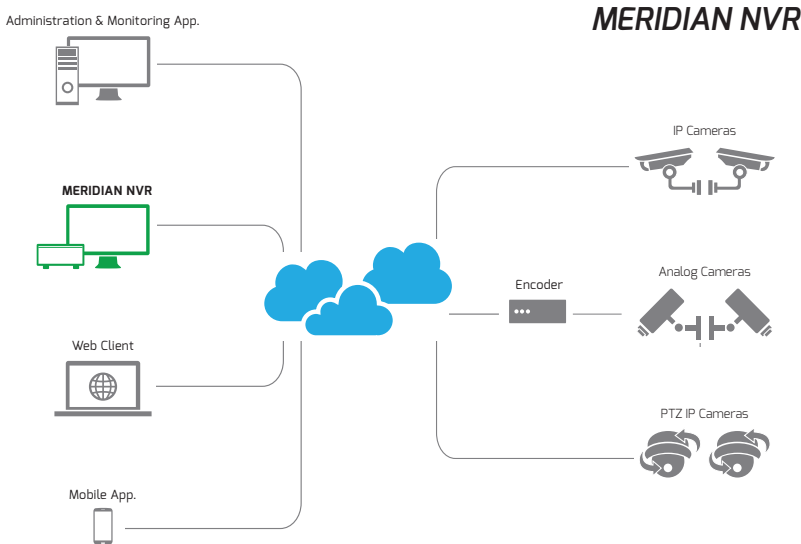 MERIDIAN NVR
Administration & Monitoring App.
IP Cameras
MERIDIAN NVR
Analog Cameras
Encoder
Web Client
PTZ IP Cameras
Mobile App.